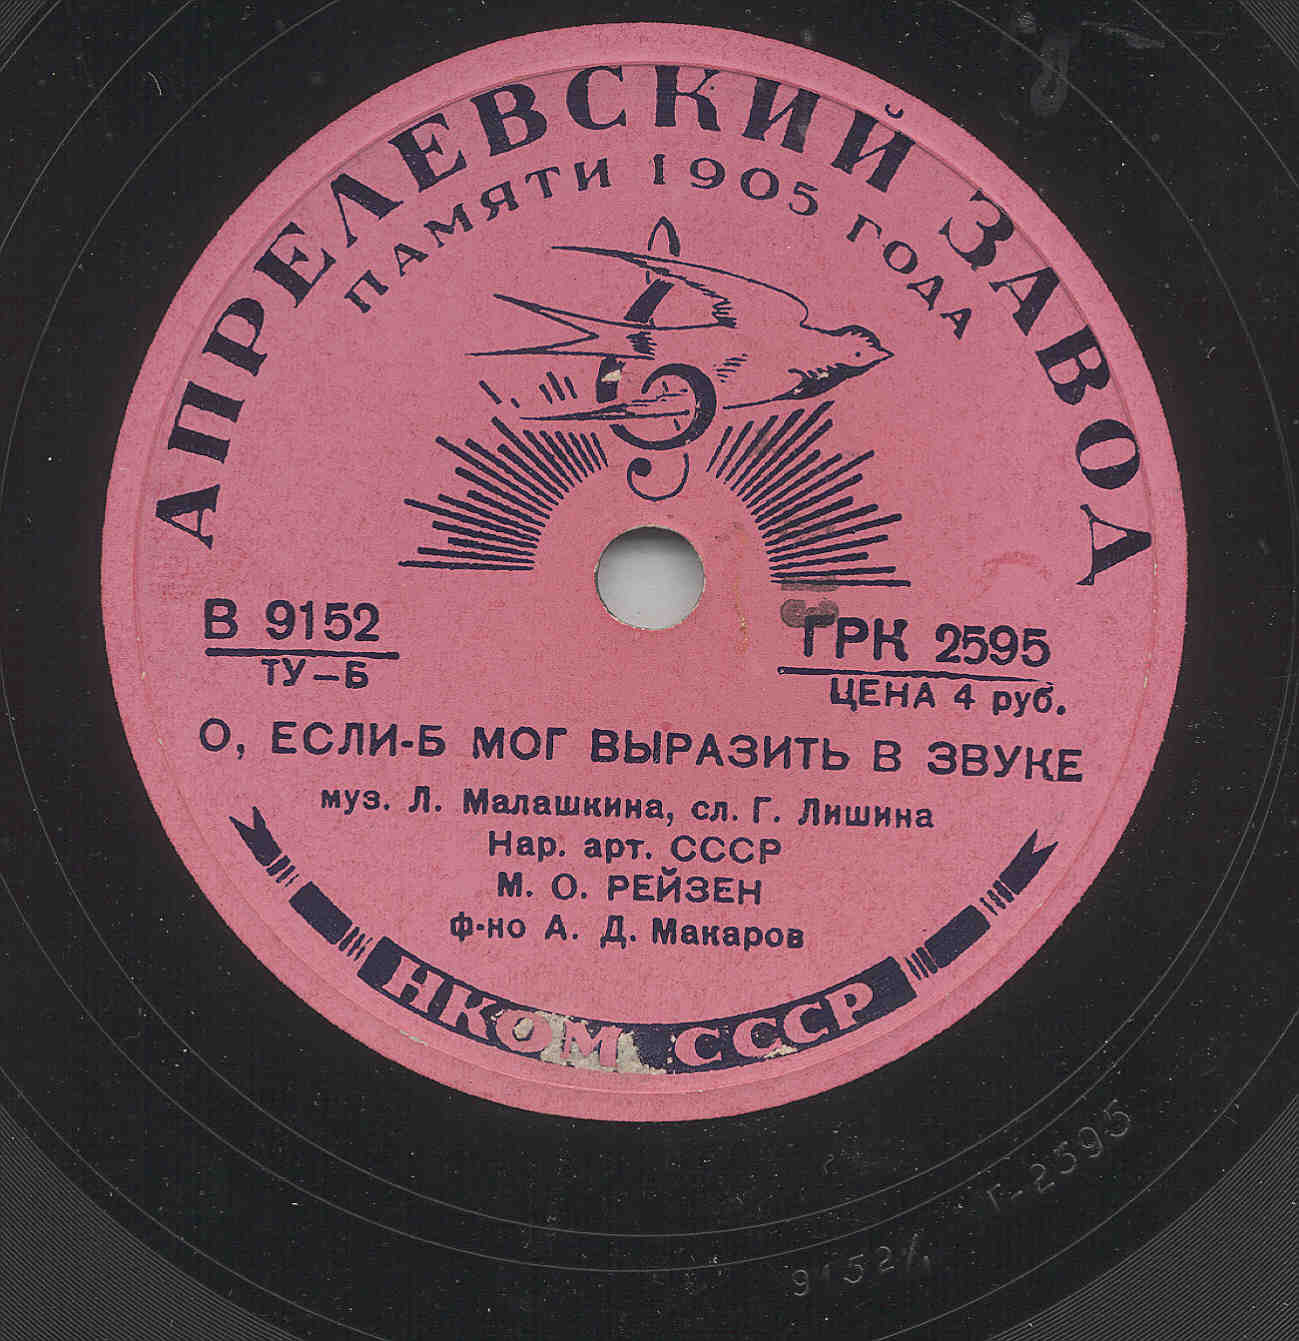 АПРЕЛЕВСКИЙ ЗАВОД
ПАМЯТИ 1905 ГОДА
В 9152
ТУ-Б
ГРК 2595
ЦЕНА 4 руб.
О, ЕСЛИ-Б МОГ ВЫРАЗИТЬ В ЗВУКЕ
муз. Л. Малашкина, сл. Г. Лишина
Нар. арт. СССР
М. О. РЕЙЗЕН
ф-но А. Д. Макаров
НКОМ СССР
Г-2595